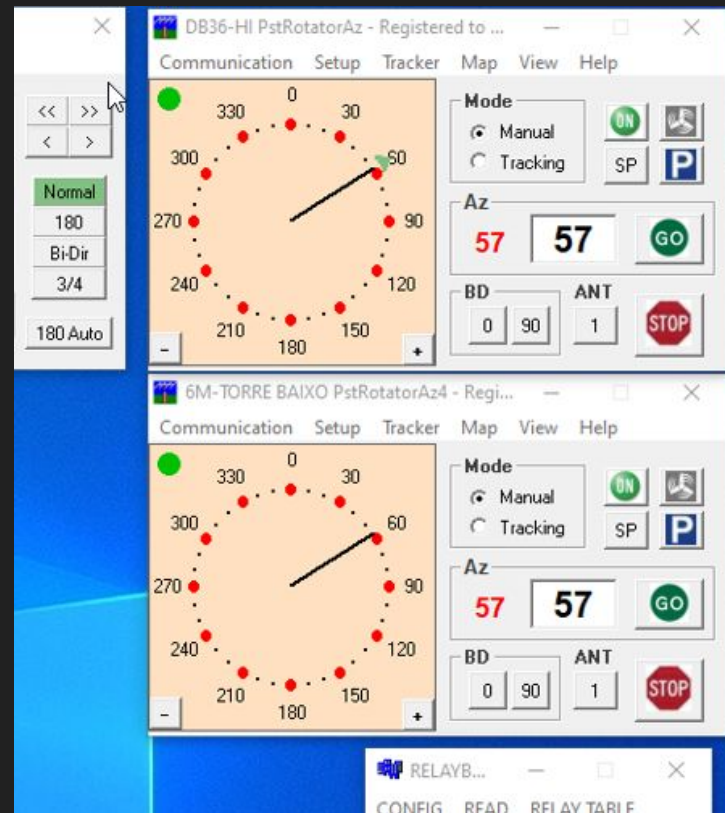 DB36-HI PstRotatorAz - Registered to ...
Communication Setup Tracker Map View Help
<< >>
< >
Normal
180
Bi-Dir
3/4
180 Auto
0
330 30
300 60
270 90
240 120
210 150
180
- +
Mode
Manual
Tracking
ON
SP P
Az
57 57 GO
BD ANT
0 90 1 STOP
6M-TORRE BAIXO PstRotatorAz4 - Regi...
Communication Setup Tracker Map View Help
0
330 30
300 60
270 90
240 120
210 150
180
- +
Mode
Manual
Tracking
ON
SP P
Az
57 57 GO
BD ANT
0 90 1 STOP
RELAYB...
CONFIG READ RELAY TABLE